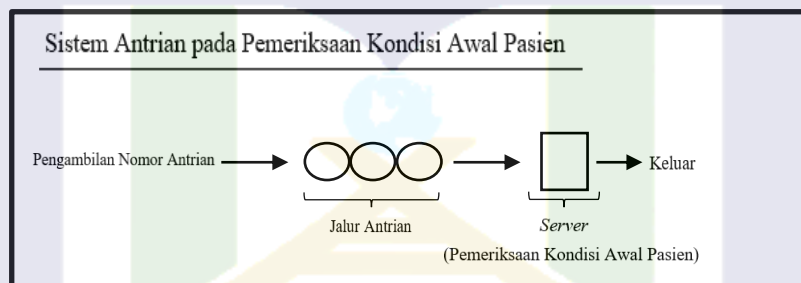 Sistem Antrian pada Pemeriksaan Kondisi Awal Pasien
Pengambilan Nomor Antrian
Keluar
Jalur Antrian
Server
(Pemeriksaan Kondisi Awal Pasien)